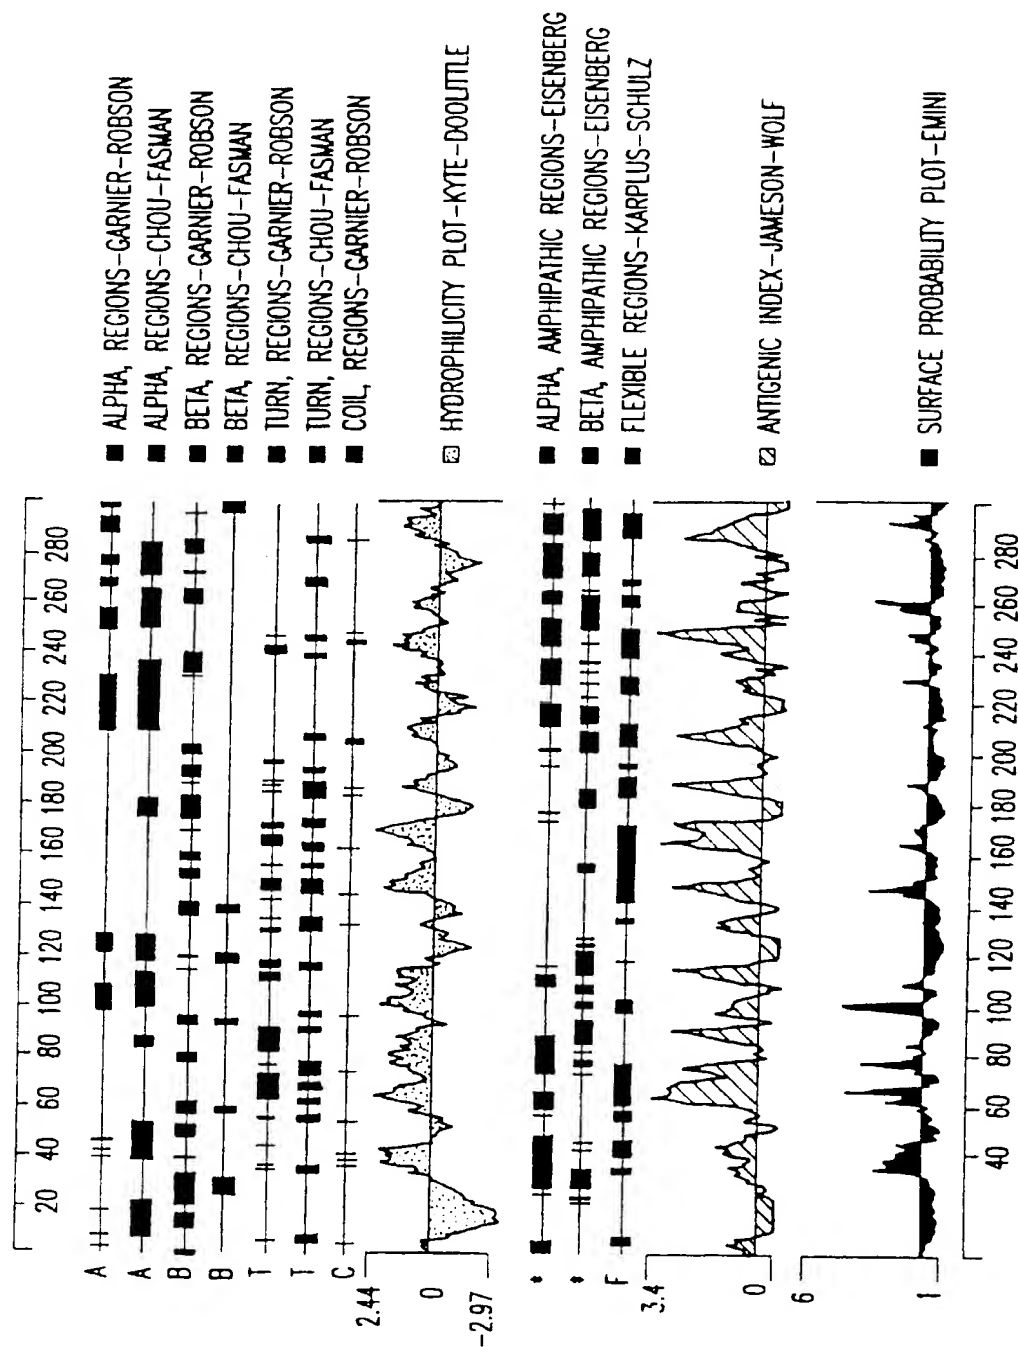 20 40 60 80 100 120 140 160 180 200 220 240 260 280
A ALPHA, REGIONS-GARNIER-ROBSON
A ALPHA, REGIONS-CHOU-FASMAN
B BETA, REGIONS-GARNIER-ROBSON
B BETA, REGIONS-CHOU-FASMAN
T TURN, REGIONS-GARNIER-ROBSON
T TURN, REGIONS-CHOU-FASMAN
C COIL, REGIONS-GARNIER-ROBSON
2.44
0 HYDROPHILICITY PLOT-KYTE-DOOLITTLE
-2.97
* ALPHA, AMPHIPATHIC REGIONS-EISENBERG
* BETA, AMPHIPATHIC REGIONS-EISENBERG
F FLEXIBLE REGIONS-KARPLUS-SCHULZ
3.4
0 ANTIGENIC INDEX-JAMESON-WOLF
6
1 SURFACE PROBABILITY PLOT-EMINI
40 60 80 100 120 140 160 180 200 220 240 260 280